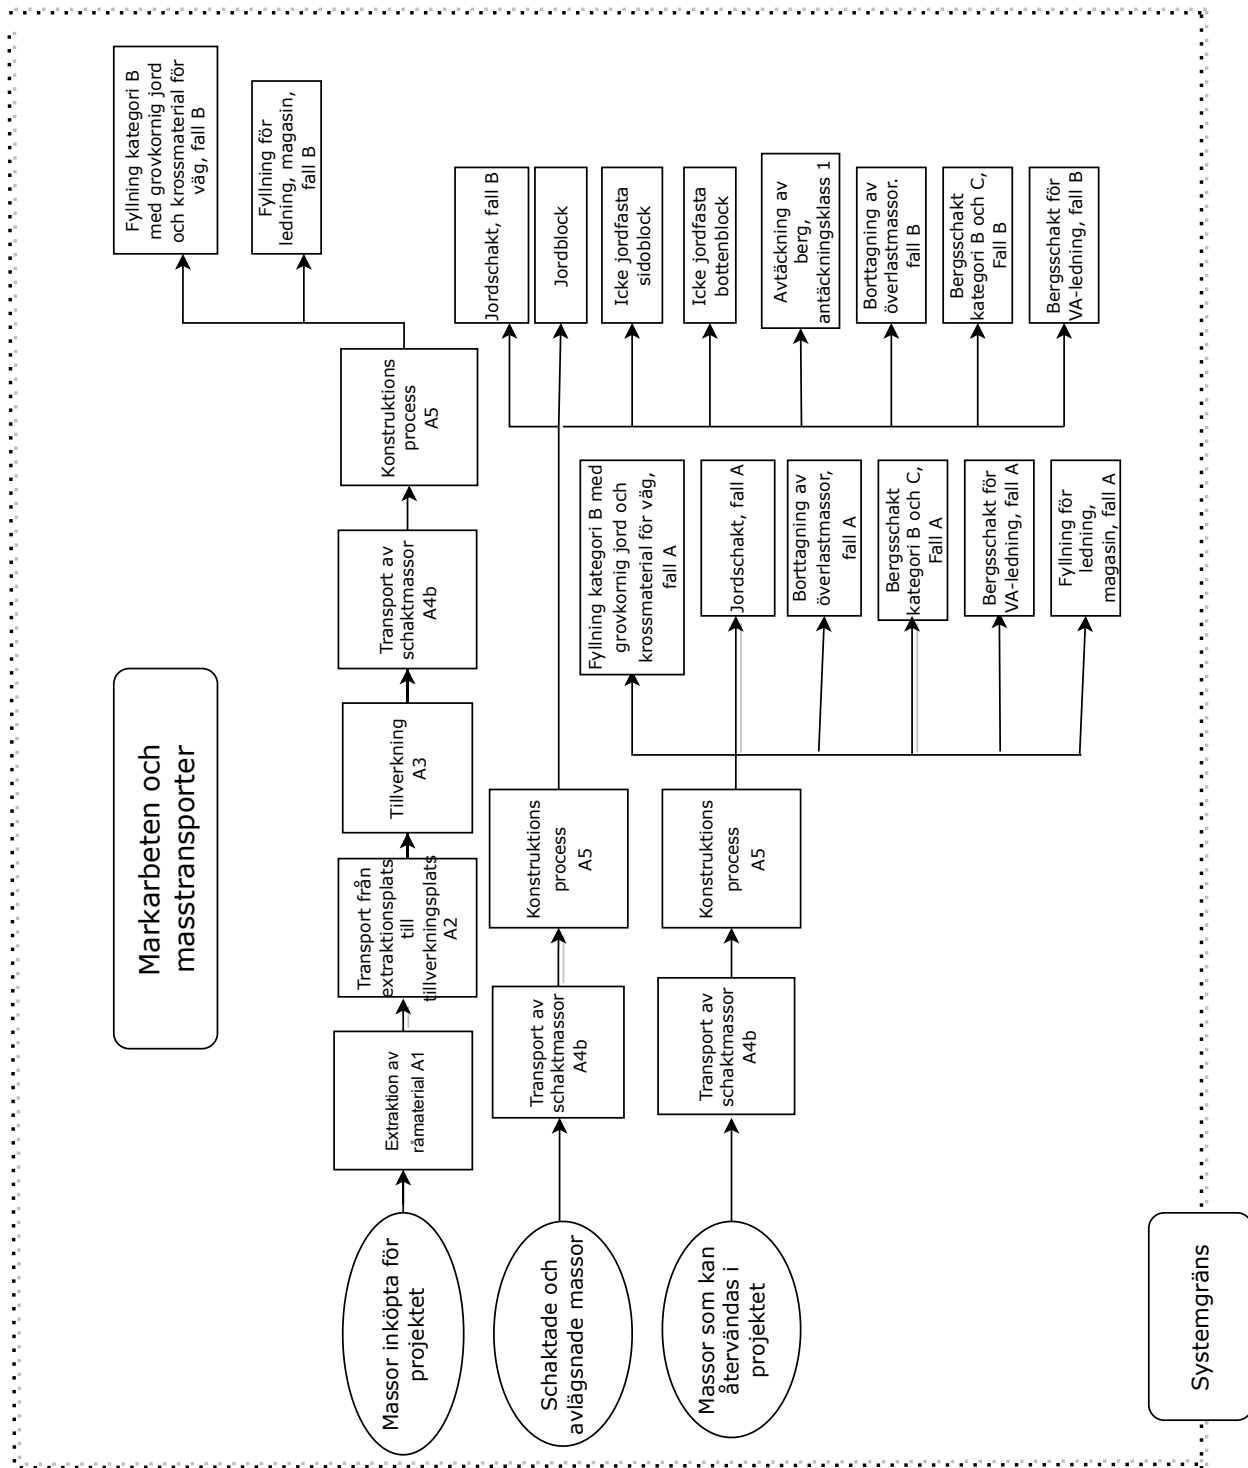 Markarbeten och
masstransporter
Massor inköpta för
projektet
Extraktion av
råmaterial A1
Transport från
extraktionsplats
till
tillverkningsplats
A2
Tillverkning
A3
Transport av
schaktmassor
A4b
Konstruktions
process
A5
Fyllning kategori B
med grovkornig jord
och krossmaterial för
väg, fall B
Fyllning för
ledning, magasin,
fall B
Schaktade och
avlägsnade massor
Transport av
schaktmassor
A4b
Konstruktions
process
A5
Jordschakt, fall B
Jordblock
Icke jordfasta
sidoblock
Icke jordfasta
bottenblock
Avtäckning av
berg,
antäckningsklass 1
Borttagning av
överlastmassor.
fall B
Bergsschakt
kategori B och C,
Fall B
Bergsschakt för
VA-ledning, fall B
Massor som kan
återvändas i
projektet
Transport av
schaktmassor
A4b
Konstruktions
process
A5
Fyllning kategori B med
grovkornig jord och
krossmaterial för väg,
fall A
Jordschakt, fall A
Borttagning av
överlastmassor,
fall A
Bergsschakt
kategori B och C,
Fall A
Bergsschakt för
VA-ledning, fall A
Fyllning för
ledning,
magasin, fall A
Systemgräns